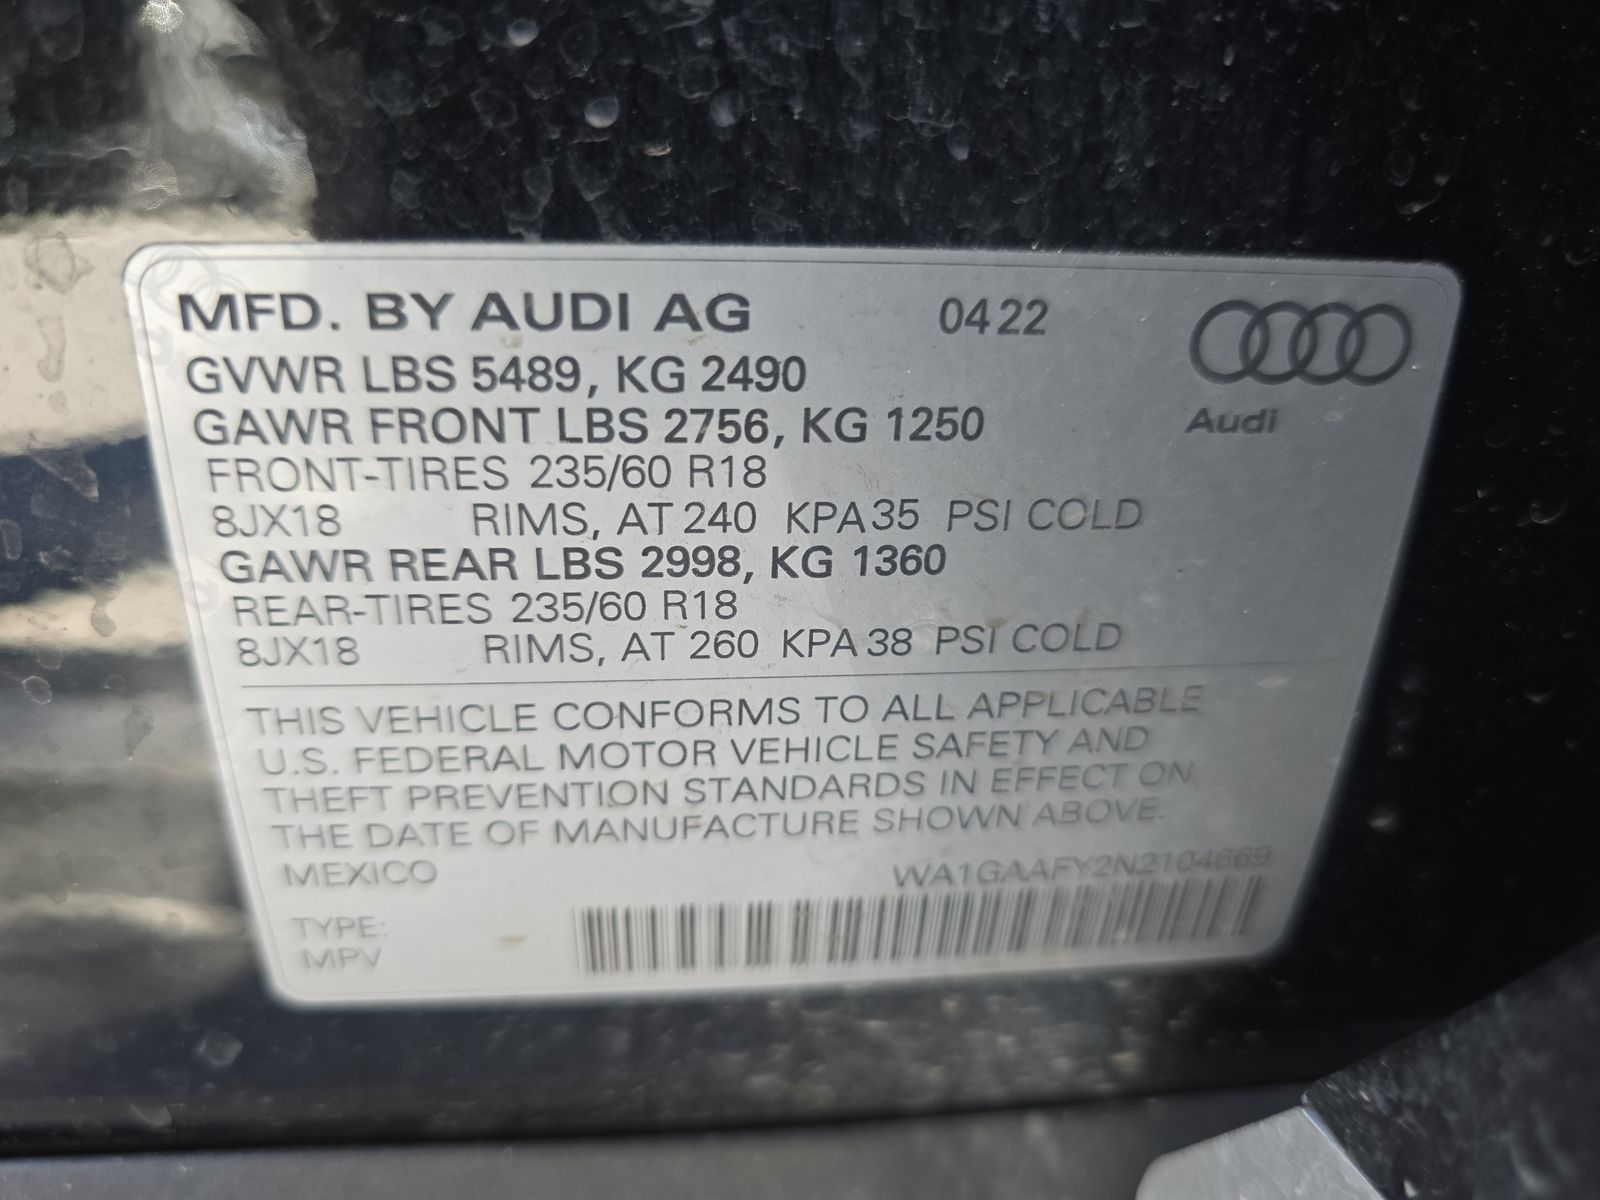 MFD. BY AUDI AG 0422
GVWR LBS 5489, KG 2490
GAWR FRONT LBS 2756, KG 1250
Audi
FRONT-TIRES 235/60 R18
8JX18 RIMS, AT 240 KPA 35 PSI COLD
GAWR REAR LBS 2998, KG 1360
REAR-TIRES 235/60 R18
8JX18 RIMS, AT 260 KPA 38 PSI COLD
THIS VEHICLE CONFORMS TO ALL APPLICABLE
U.S. FEDERAL MOTOR VEHICLE SAFETY AND
THEFT PREVENTION STANDARDS IN EFFECT ON
THE DATE OF MANUFACTURE SHOWN ABOVE.
MEXICO WA1GAAFY2N2104669
TYPE:
MPV